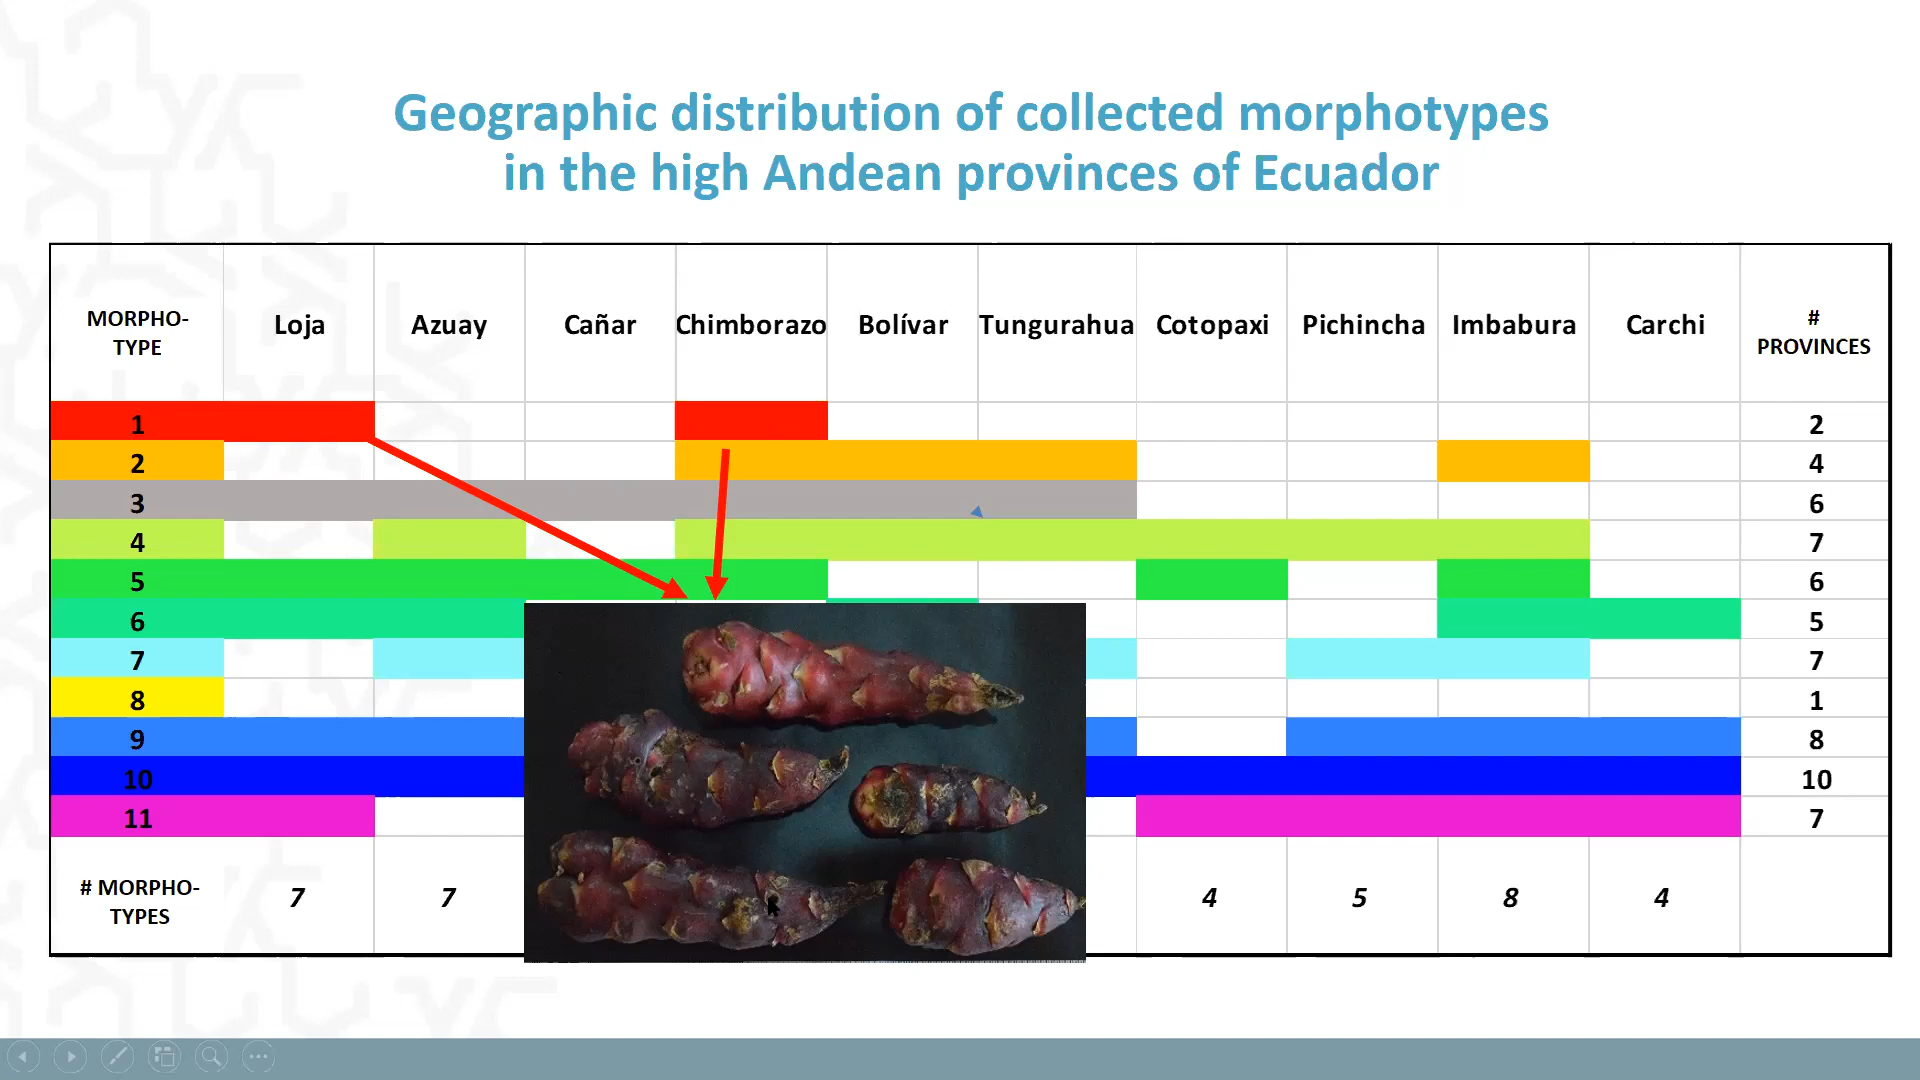 Geographic distribution of collected morphotypes
in the high Andean provinces of Ecuador
MORPHO-
TYPE
Loja
Azuay
Cañar
Chimborazo
Bolívar
Tungurahua
Cotopaxi
Pichincha
Imbabura
Carchi
#
PROVINCES
1 2
2 4
3 6
4 7
5 6
6 5
7 7
8 1
9 8
10 10
11 7
# MORPHO-
TYPES
7 7 4 5 8 4